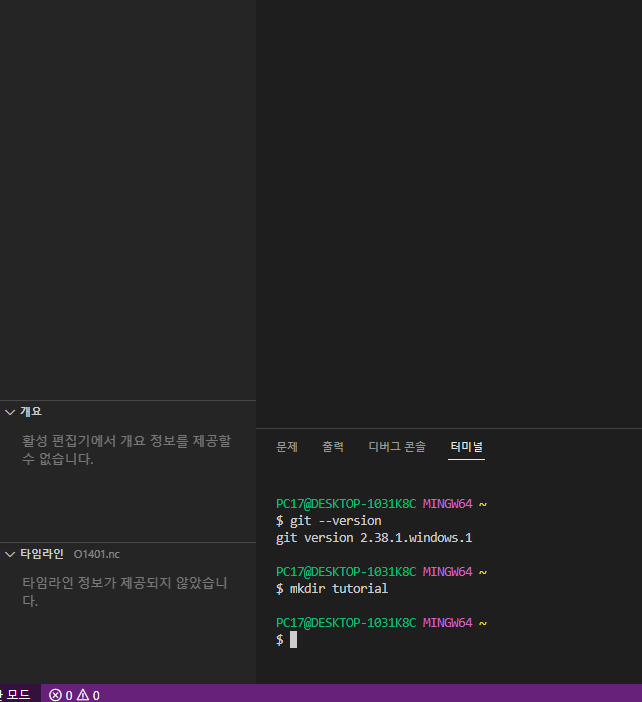 개요
활성 편집기에서 개요 정보를 제공할
수 없습니다.
타임라인 O1401.nc
타임라인 정보가 제공되지 않았습니
다.
문제 출력 디버그 콘솔 터미널
PC17@DESKTOP-1031K8C MINGW64 ~
$ git --version
git version 2.38.1.windows.1
PC17@DESKTOP-1031K8C MINGW64 ~
$ mkdir tutorial
PC17@DESKTOP-1031K8C MINGW64 ~
$
모드 0 0